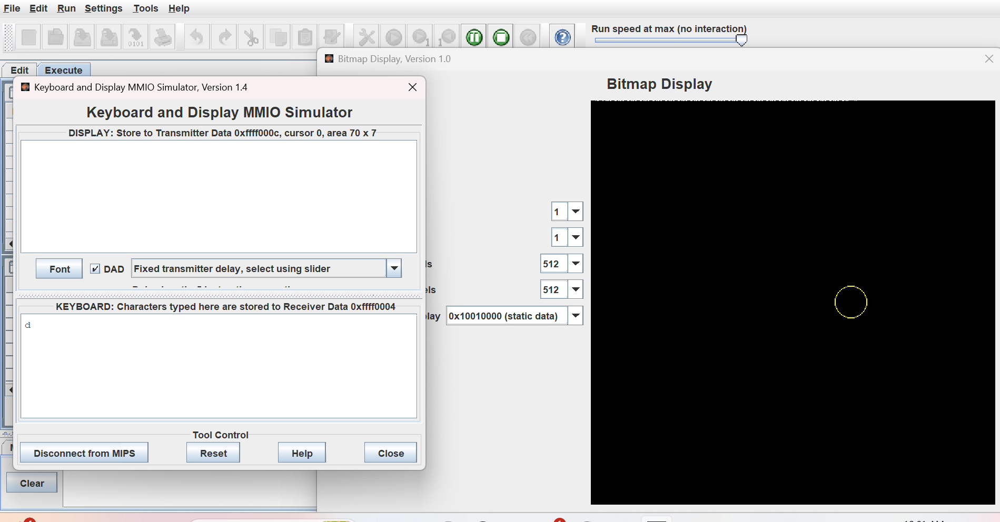 File Edit Run Settings Tools Help
Run speed at max (no interaction)
0101
1
1
Edit Execute
Bitmap Display, Version 1.0
Bitmap Display
Keyboard and Display MMIO Simulator, Version 1.4
Keyboard and Display MMIO Simulator
DISPLAY: Store to Transmitter Data 0xffff000c, cursor 0, area 70 x 7
Font DAD Fixed transmitter delay, select using slider
KEYBOARD: Characters typed here are stored to Receiver Data 0xffff0004
d
Tool Control
Disconnect from MIPS Reset Help Close
1
1
ls 512
els 512
lay 0x10010000 (static data)
Clear